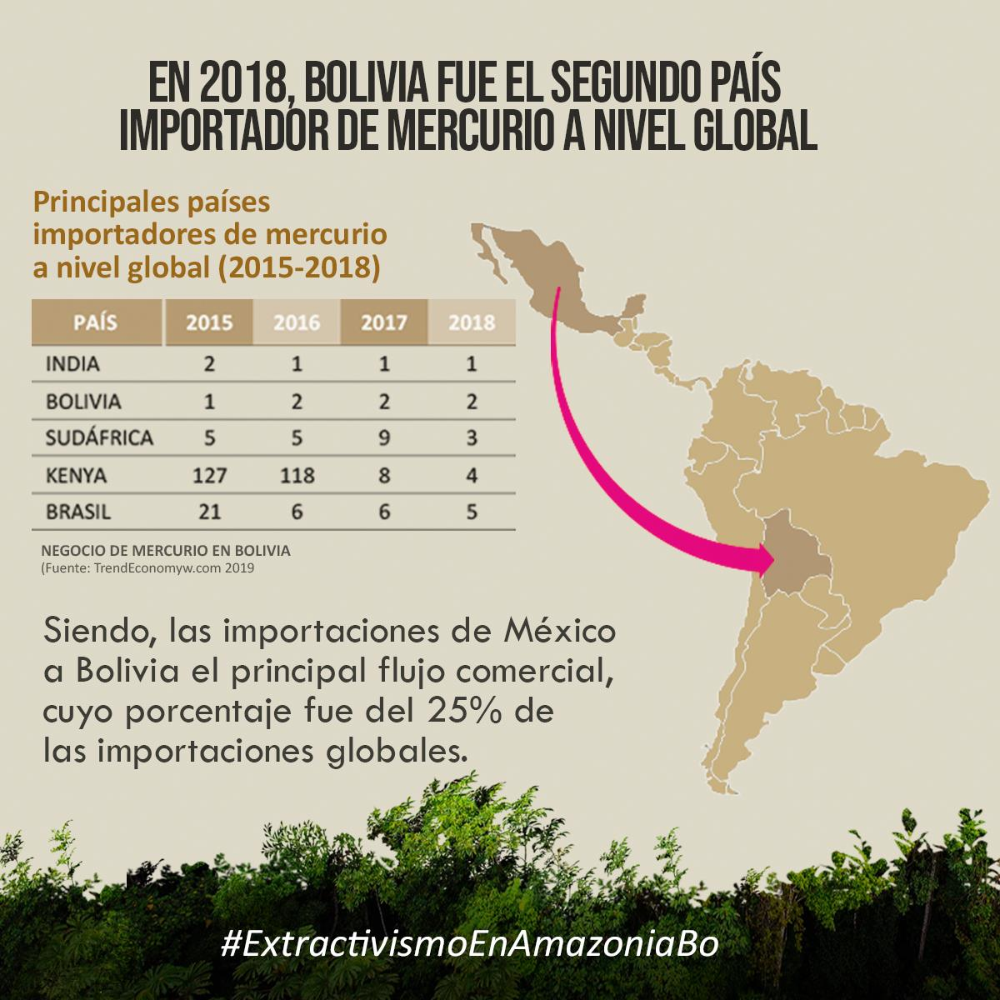 EN 2018, BOLIVIA FUE EL SEGUNDO PAÍS
IMPORTADOR DE MERCURIO A NIVEL GLOBAL
Principales países
importadores de mercurio
a nivel global (2015-2018)
PAÍS 2015 2016 2017 2018
INDIA 2 1 1 1
BOLIVIA 1 2 2 2
SUDÁFRICA 5 5 9 3
KENYA 127 118 8 4
BRASIL 21 6 6 5
NEGOCIO DE MERCURIO EN BOLIVIA
(Fuente: TrendEconomyw.com 2019
Siendo, las importaciones de México
a Bolivia el principal flujo comercial,
cuyo porcentaje fue del 25% de
las importaciones globales.
#ExtractivismoEnAmazoniaBo